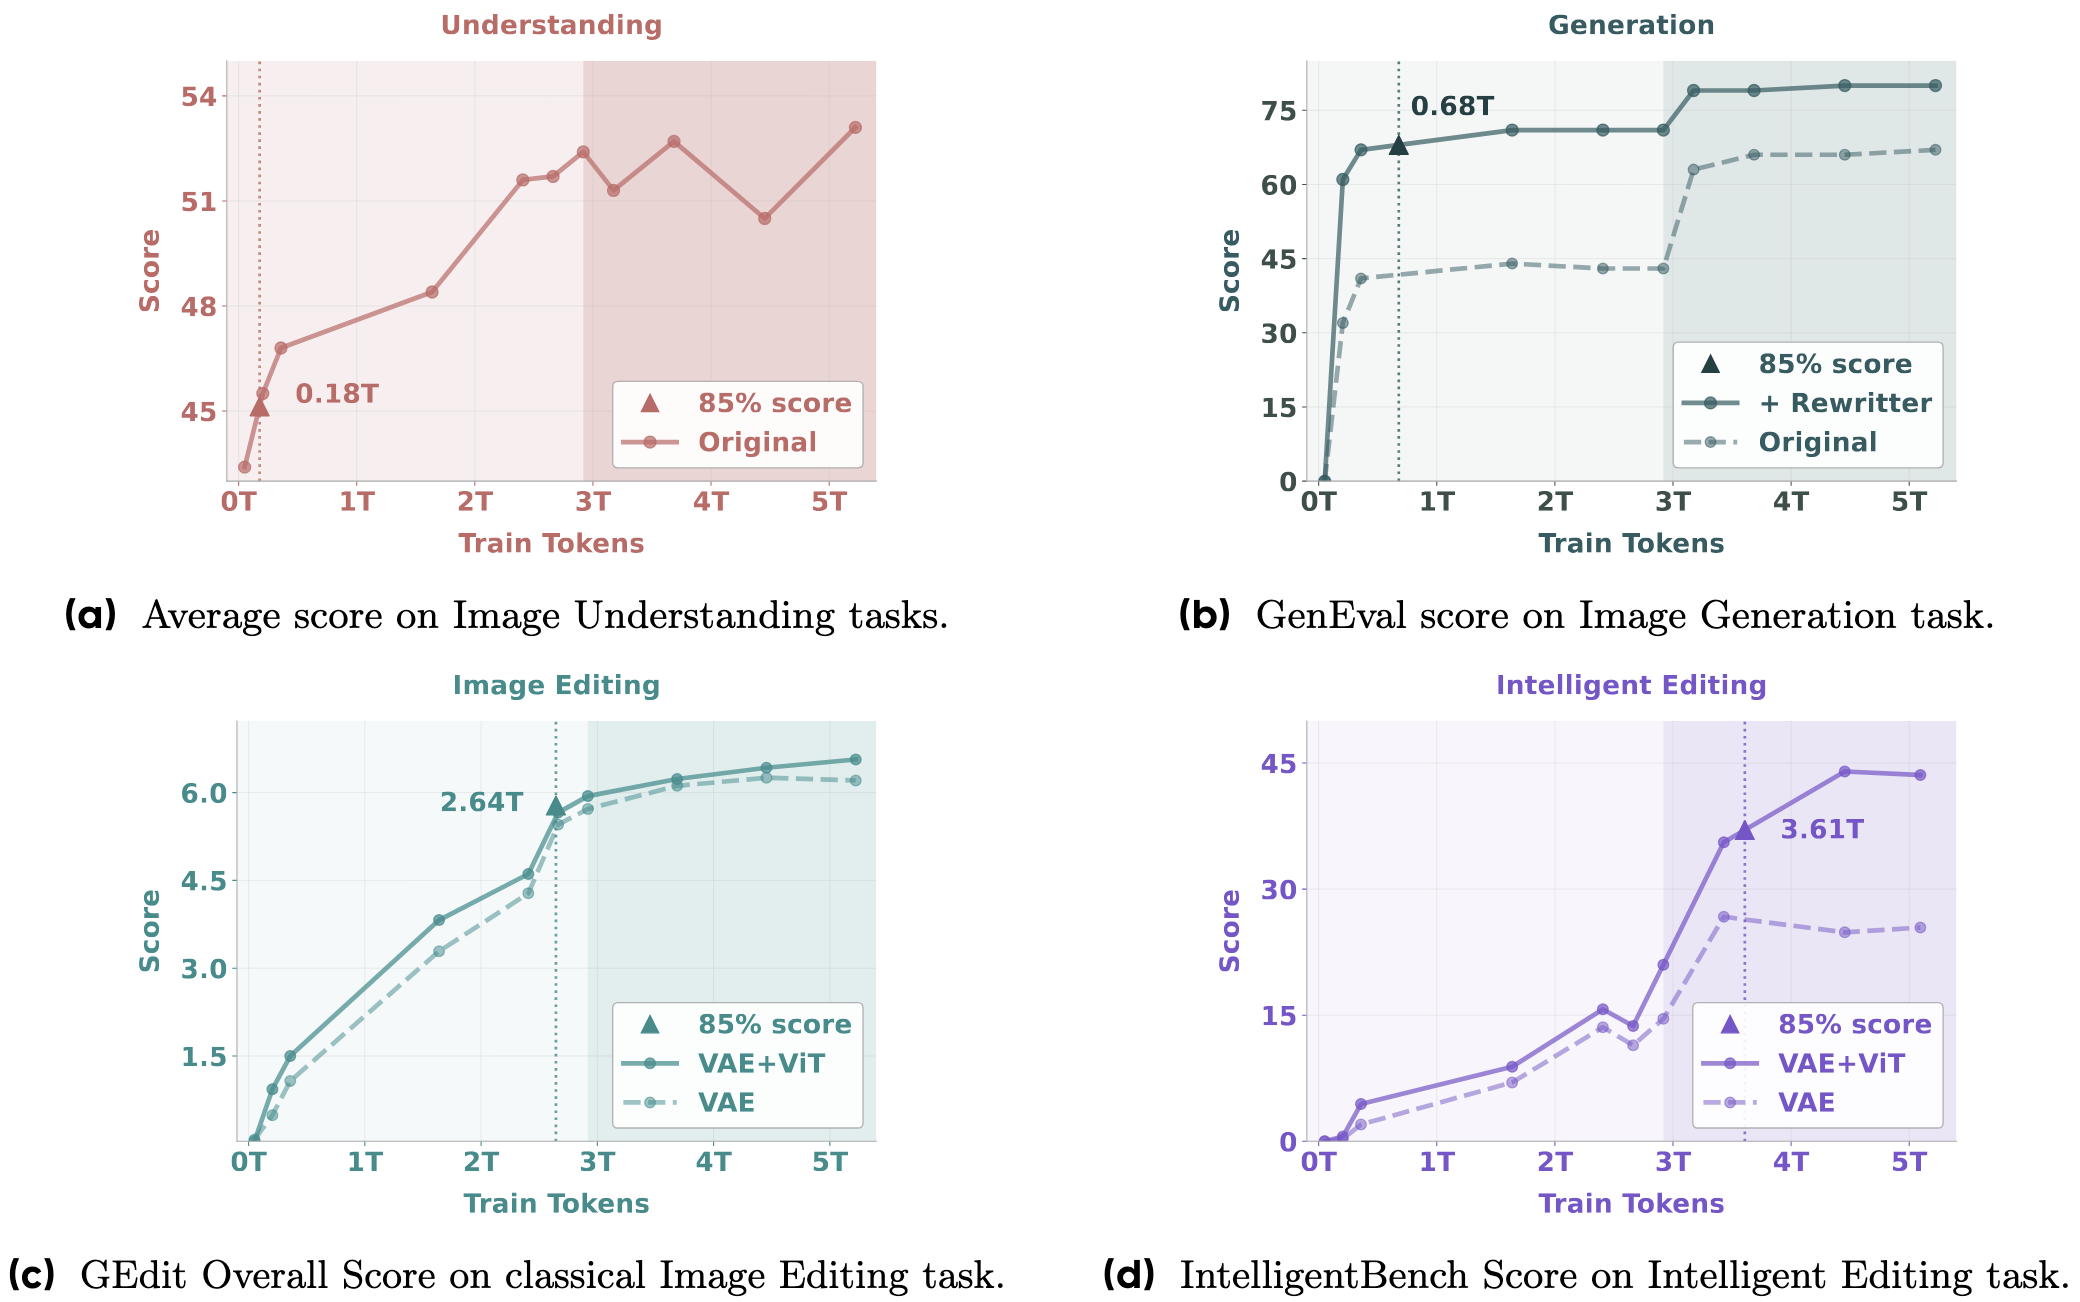 Understanding
54
51
48
45
Score
0.18T
85% score
Original
0T 1T 2T 3T 4T 5T
Train Tokens
(a) Average score on Image Understanding tasks.
Generation
75
60
45
30
15
0
Score
0.68T
85% score
+ Rewritter
Original
0T 1T 2T 3T 4T 5T
Train Tokens
(b) GenEval score on Image Generation task.
Image Editing
6.0
4.5
3.0
1.5
Score
2.64T
85% score
VAE+ViT
VAE
0T 1T 2T 3T 4T 5T
Train Tokens
(c) GEdit Overall Score on classical Image Editing task.
Intelligent Editing
45
30
15
0
Score
3.61T
85% score
VAE+ViT
VAE
0T 1T 2T 3T 4T 5T
Train Tokens
(d) IntelligentBench Score on Intelligent Editing task.